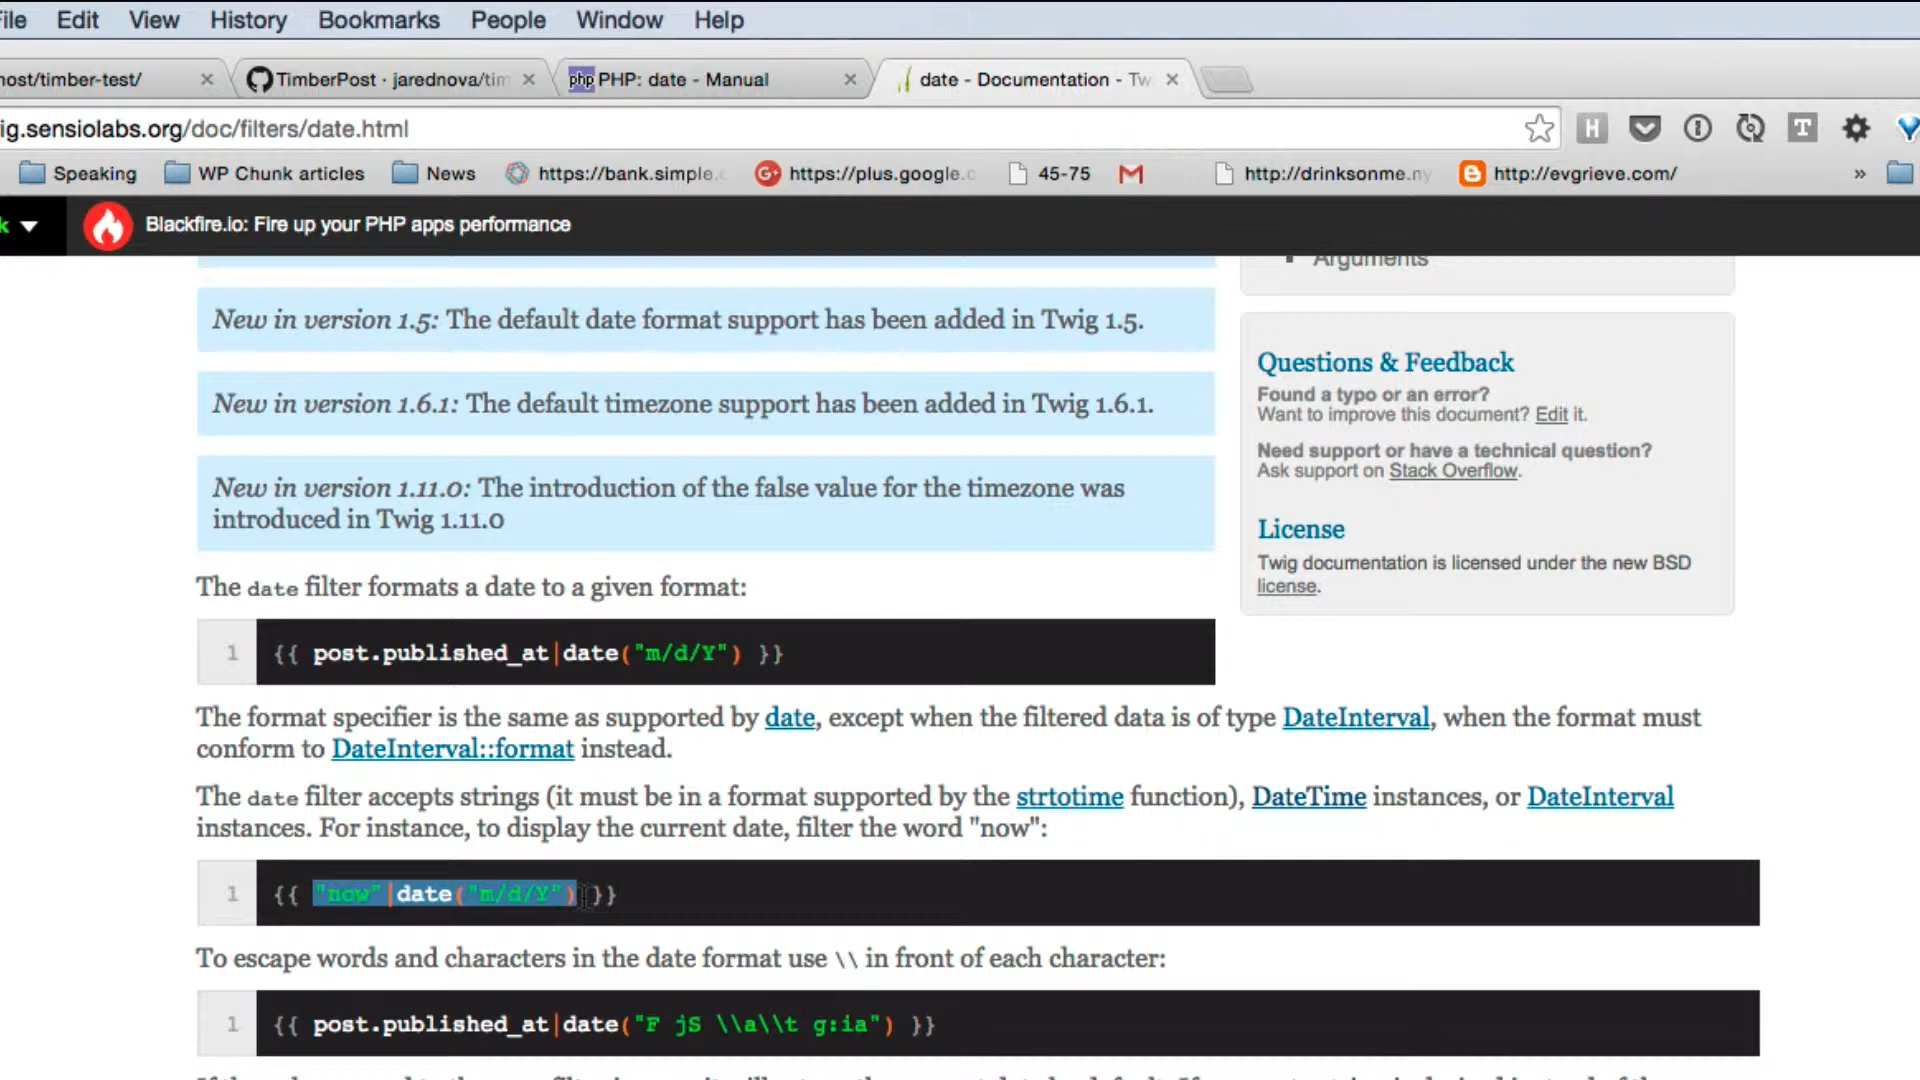 File Edit View History Bookmarks People Window Help
host/timber-test/ TimberPost · jarednova/tim PHP: date - Manual date - Documentation - Tw
ig.sensiolabs.org/doc/filters/date.html
Speaking WP Chunk articles News https://bank.simple. https://plus.google.c 45-75 http://drinksonme.ny http://evgrieve.com/ »
k Blackfire.io: Fire up your PHP apps performance
Arguments
New in version 1.5: The default date format support has been added in Twig 1.5.
New in version 1.6.1: The default timezone support has been added in Twig 1.6.1.
New in version 1.11.0: The introduction of the false value for the timezone was
introduced in Twig 1.11.0
Questions & Feedback
Found a typo or an error?
Want to improve this document? Edit it.
Need support or have a technical question?
Ask support on Stack Overflow.
License
Twig documentation is licensed under the new BSD
license.
The date filter formats a date to a given format:
1 {{ post.published_at|date("m/d/Y") }}
The format specifier is the same as supported by date, except when the filtered data is of type DateInterval, when the format must
conform to DateInterval::format instead.
The date filter accepts strings (it must be in a format supported by the strtotime function), DateTime instances, or DateInterval
instances. For instance, to display the current date, filter the word "now":
1 {{ "now"|date("m/d/Y") }}
To escape words and characters in the date format use \\ in front of each character:
1 {{ post.published_at|date("F jS \\a\\t g:ia") }}